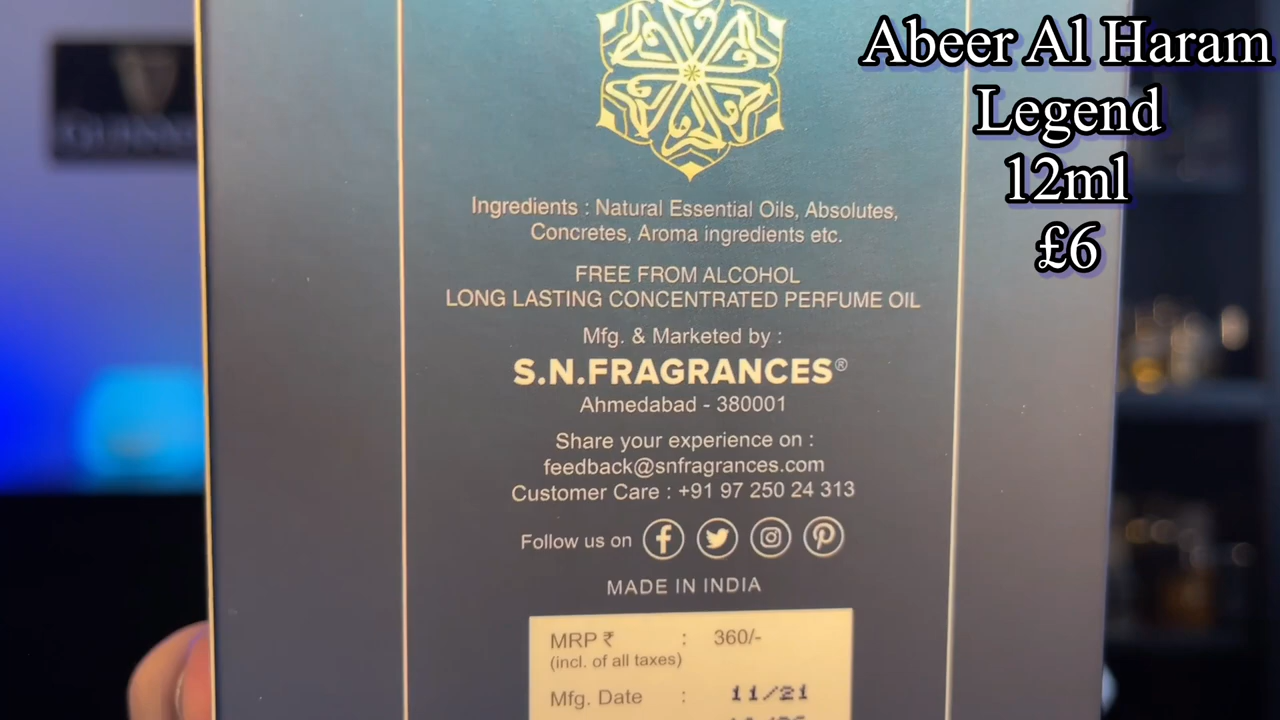 Abeer Al Haram
Legend
12ml
£6
Ingredients : Natural Essential Oils, Absolutes,
Concretes, Aroma ingredients etc.
FREE FROM ALCOHOL
LONG LASTING CONCENTRATED PERFUME OIL
Mfg. & Marketed by :
S.N.FRAGRANCES®
Ahmedabad - 380001
Share your experience on :
feedback@snfragrances.com
Customer Care : +91 97 250 24 313
Follow us on
MADE IN INDIA
MRP ₹ : 360/-
(incl. of all taxes)
Mfg. Date : 11/21